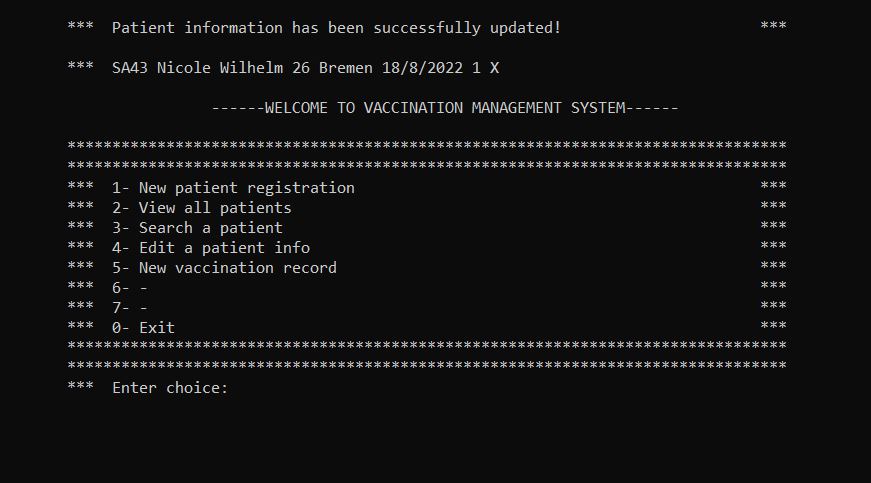 ***  Patient information has been successfully updated!                      ***
***  SA43 Nicole Wilhelm 26 Bremen 18/8/2022 1 X
------WELCOME TO VACCINATION MANAGEMENT SYSTEM------
********************************************************************************
********************************************************************************
***  1- New patient registration                                             ***
***  2- View all patients                                                    ***
***  3- Search a patient                                                     ***
***  4- Edit a patient info                                                  ***
***  5- New vaccination record                                               ***
***  6- -                                                                    ***
***  7- -                                                                    ***
***  0- Exit                                                                 ***
********************************************************************************
********************************************************************************
***  Enter choice: